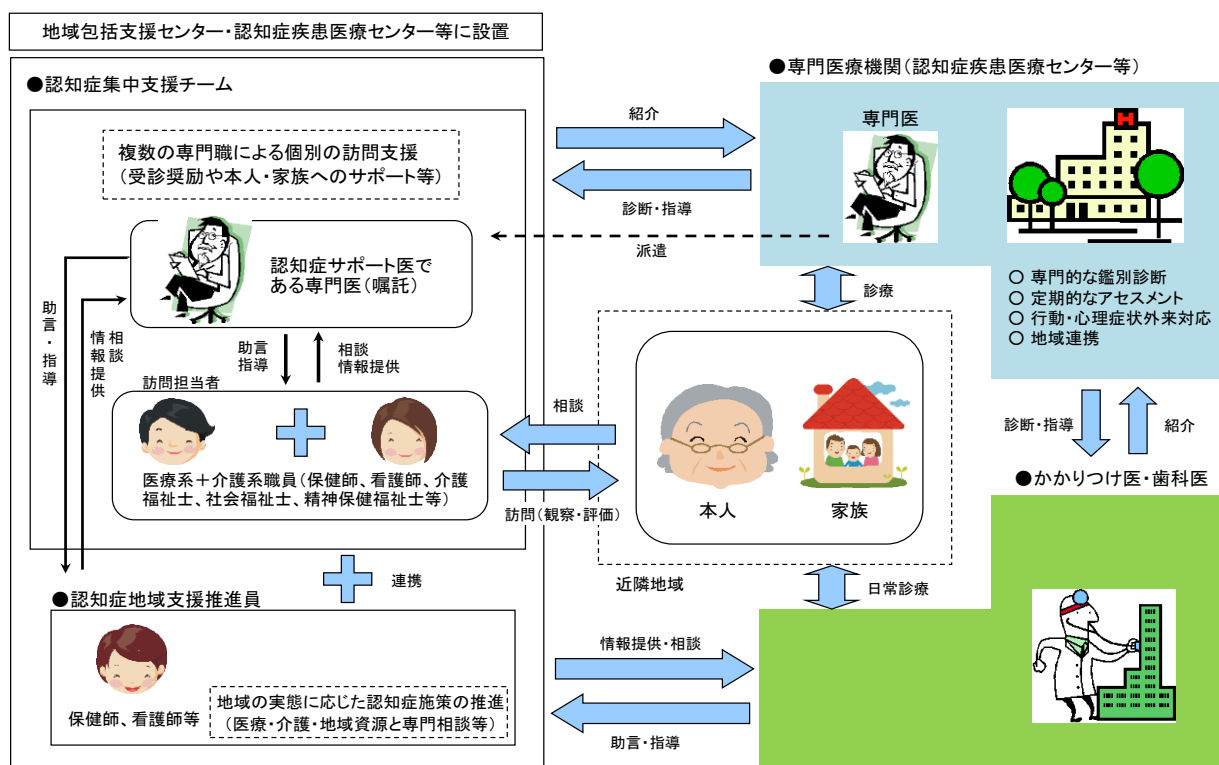 地域包括支援センター・認知症疾患医療センター等に設置
●認知症集中支援チーム
複数の専門職による個別の訪問支援
(受診奨励や本人・家族へのサポート等)
認知症サポート医で
ある専門医(嘱託)
助言・指導
相談
情報提供
助言
指導
相談
情報提供
訪問担当者
医療系+介護系職員(保健師、看護師、介護
福祉士、社会福祉士、精神保健福祉士等)
連携
●認知症地域支援推進員
保健師、看護師等
地域の実態に応じた認知症施策の推進
(医療・介護・地域資源と専門相談等)
紹介
診断・指導
派遣
相談
訪問(観察・評価)
情報提供・相談
助言・指導
●専門医療機関(認知症疾患医療センター等)
専門医
H
○ 専門的な鑑別診断
○ 定期的なアセスメント
○ 行動・心理症状外来対応
○ 地域連携
診療
本人
家族
近隣地域
日常診療
診断・指導
紹介
●かかりつけ医・歯科医